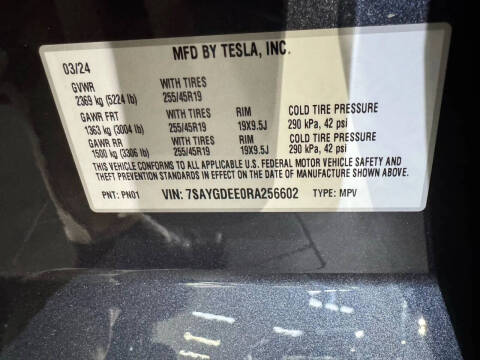 MFD BY TESLA, INC.
03/24
GVWR WITH TIRES
2369 kg (5224 lb) 255/45R19
GAWR FRT WITH TIRES RIM COLD TIRE PRESSURE
1363 kg (3004 lb) 255/45R19 19X9.5J 290 kPa, 42 psi
GAWR RR WITH TIRES RIM COLD TIRE PRESSURE
1500 kg (3306 lb) 255/45R19 19X9.5J 290 kPa, 42 psi
THIS VEHICLE CONFORMS TO ALL APPLICABLE U.S. FEDERAL MOTOR VEHICLE SAFETY AND
THEFT PREVENTION STANDARDS IN EFFECT ON THE DATE OF MANUFACTURE SHOWN ABOVE.
PNT: PN01 VIN: 7SAYGDEE0RA256602 TYPE: MPV